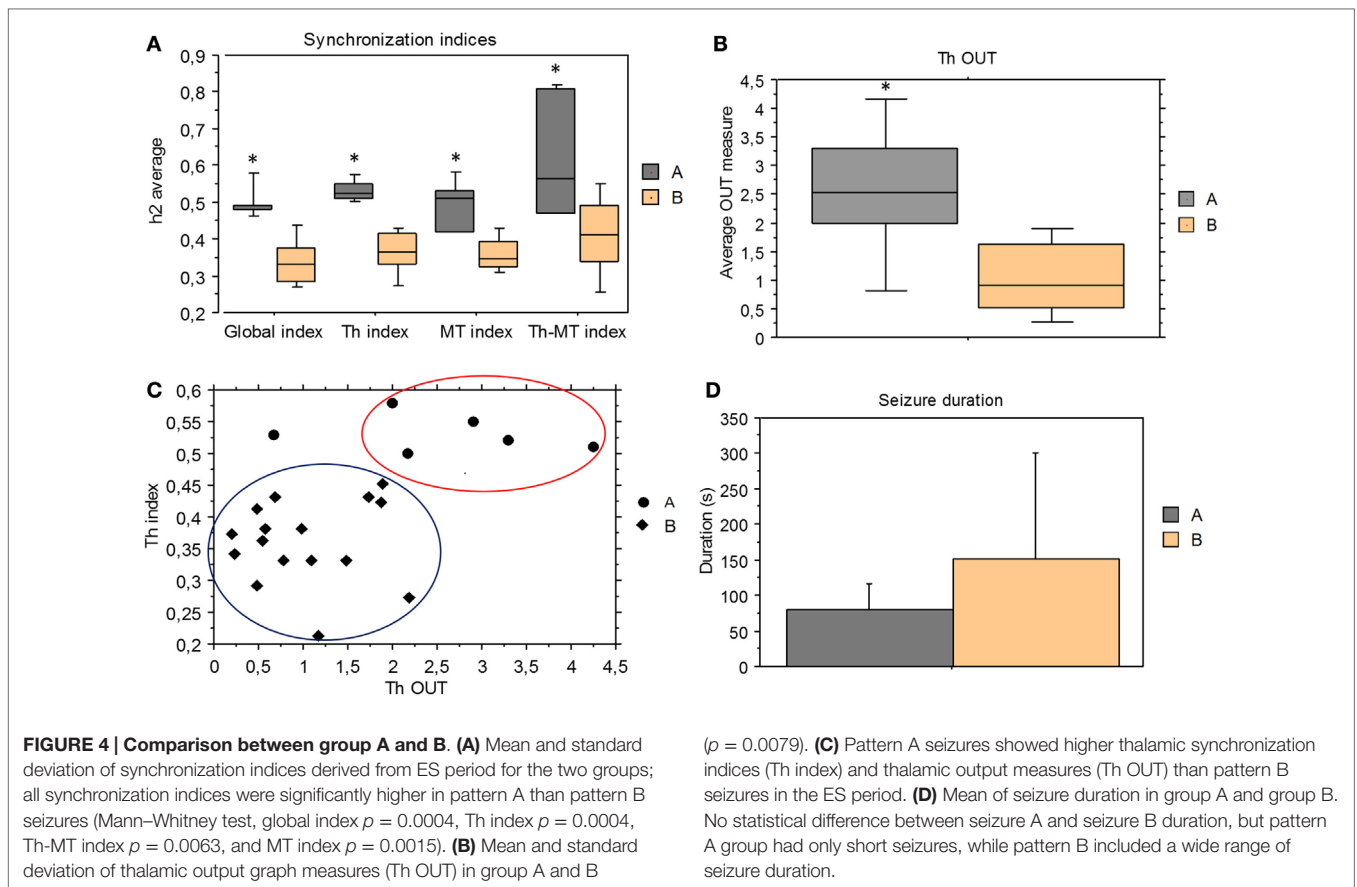 A
Synchronization indices
0,9
0,8
0,7
0,6
0,5
0,4
0,3
0,2
h2 average
* * * *
Global index Th index MT index Th-MT index
A
B
B
Th OUT
4,5
4
3,5
3
2,5
2
1,5
1
0,5
0
Average OUT measure
*
A
B
C
0,6
0,55
0,5
0,45
0,4
0,35
0,3
0,25
0,2
Th index
0 0,5 1 1,5 2 2,5 3 3,5 4 4,5
Th OUT
A
B
D
Seizure duration
350
300
250
200
150
100
50
0
Duration (s)
A
B
FIGURE 4 | Comparison between group A and B. (A) Mean and standard
deviation of synchronization indices derived from ES period for the two groups;
all synchronization indices were significantly higher in pattern A than pattern B
seizures (Mann–Whitney test, global index p = 0.0004, Th index p = 0.0004,
Th-MT index p = 0.0063, and MT index p = 0.0015). (B) Mean and standard
deviation of thalamic output graph measures (Th OUT) in group A and B
(p = 0.0079). (C) Pattern A seizures showed higher thalamic synchronization
indices (Th index) and thalamic output measures (Th OUT) than pattern B
seizures in the ES period. (D) Mean of seizure duration in group A and group B.
No statistical difference between seizure A and seizure B duration, but pattern
A group had only short seizures, while pattern B included a wide range of
seizure duration.